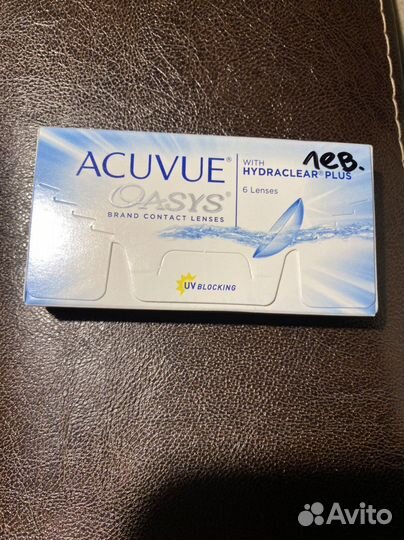 ACUVUE®
OASYS®
BRAND CONTACT LENSES
WITH
HYDRACLEAR® PLUS
6 Lenses
лев.
UV BLOCKING
Avito